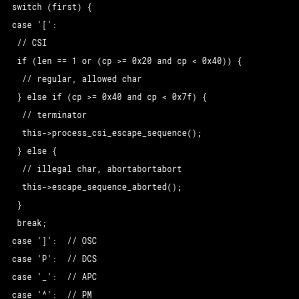 switch (first) {
case '[':
// CSI
if (len == 1 or (cp >= 0x20 and cp < 0x40)) {
// regular, allowed char
} else if (cp >= 0x40 and cp < 0x7f) {
// terminator
this->process_csi_escape_sequence();
} else {
// illegal char, abortabortabort
this->escape_sequence_aborted();
}
break;
case ']':  // OSC
case 'P':  // DCS
case '_':  // APC
case '^':  // PM